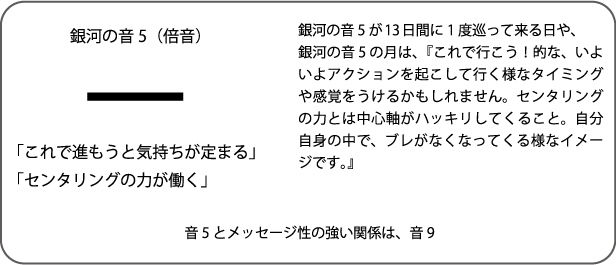 銀河の音５（倍音）
「これで進もうと気持ちが定まる」
「センタリングの力が働く」
銀河の音５が13日間に１度巡って来る日や、
銀河の音５の月は、『これで行こう！的な、いよ
いよアクションを起こして行く様なタイミング
や感覚をうけるかもしれません。センタリング
の力とは中心軸がハッキリしてくること。自分
自身の中で、ブレがなくなってくる様なイメー
ジです。』
音５とメッセージ性の強い関係は、音９